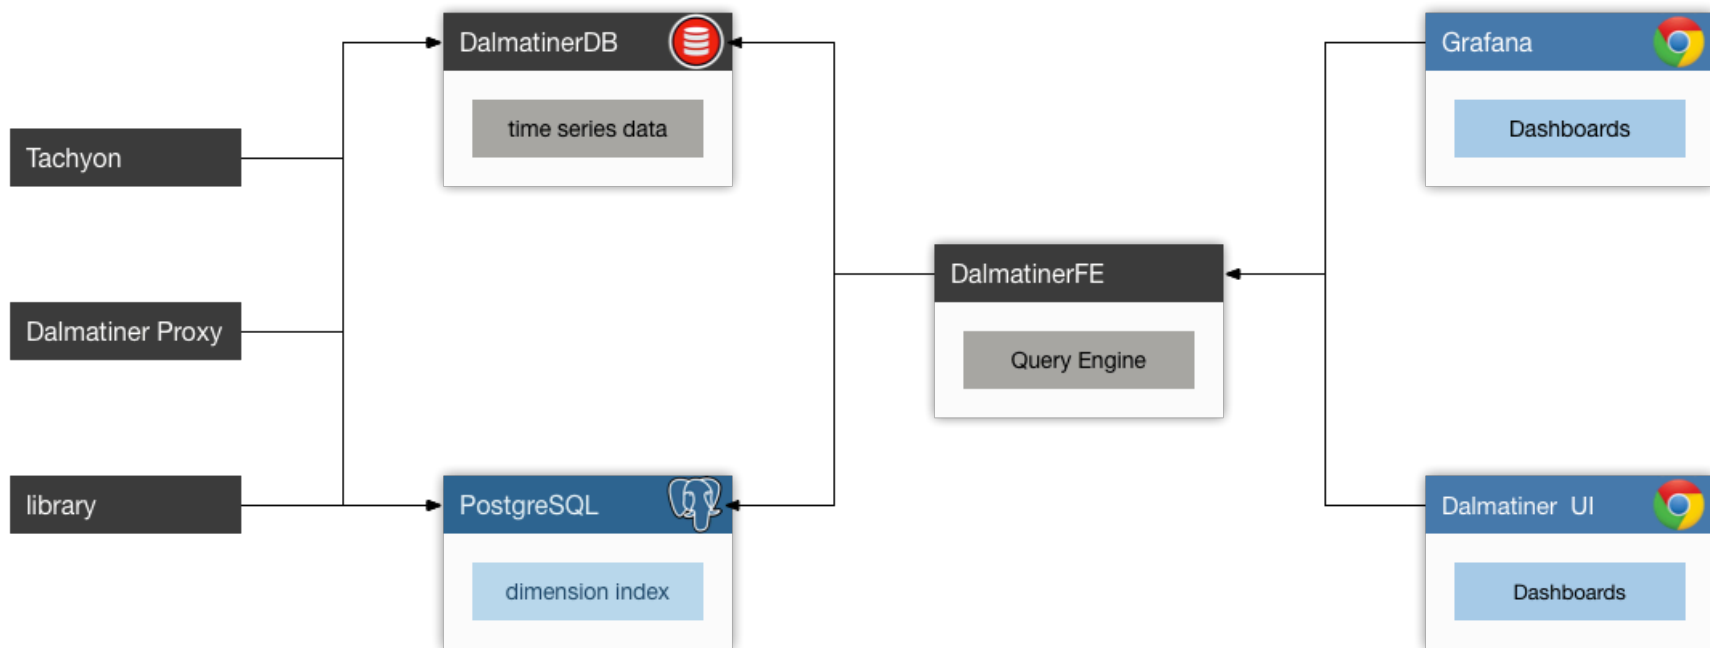 DalmatinerDB
time series data
Grafana
Dashboards
Tachyon
DalmatinerFE
Query Engine
Dalmatiner Proxy
library
PostgreSQL
dimension index
Dalmatiner UI
Dashboards